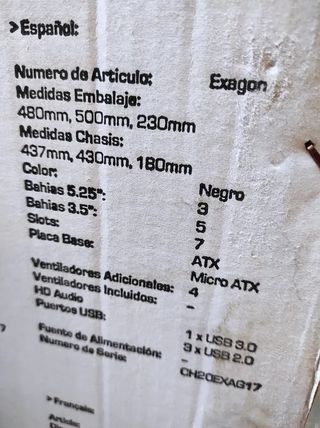 >Español:
Numero de Articulo: Exagon
Medidas Embalaje:
480mm, 500mm, 230mm
Medidas Chasis:
437mm, 430mm, 180mm
Color: Negro
Bahias 5.25": 3
Bahias 3.5": 5
Slots: 7
Placa Base: ATX
Micro ATX
Ventiladores Adicionales: 4
Ventiladores Incluidos: –
HD Audio
Puertos USB: 1 x USB 3.0
3 x USB 2.0
Fuente de Alimentación: –
Numero de Serie: CH20EXAG17
> Français: